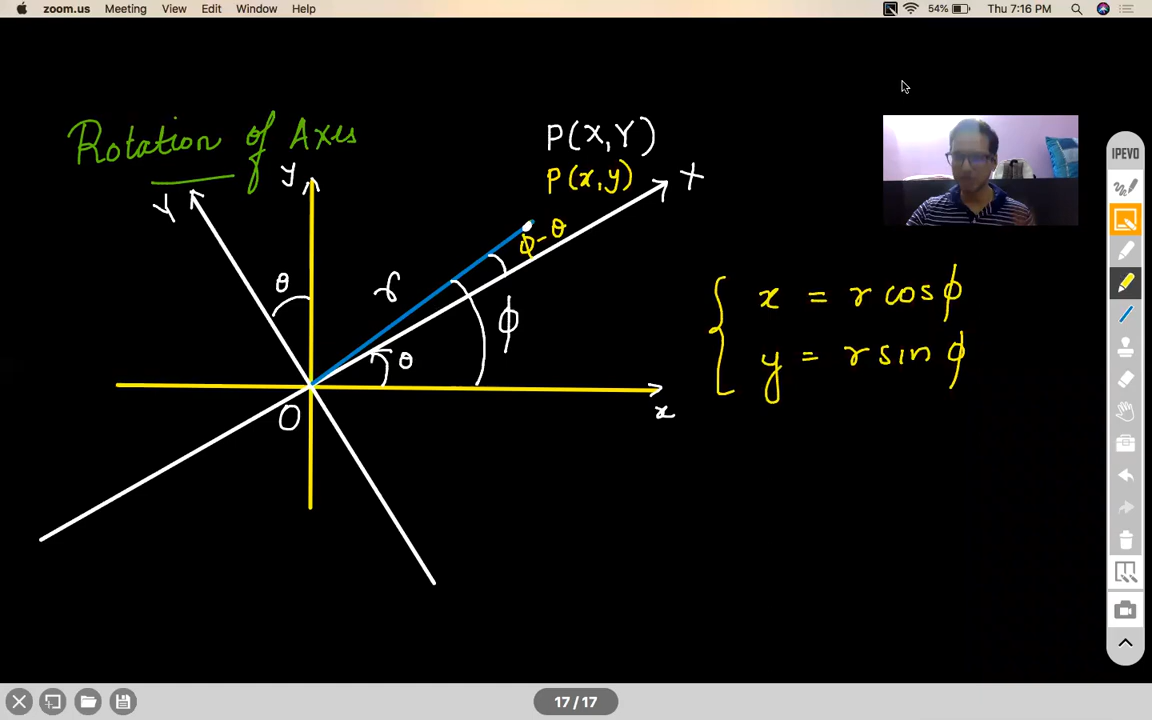 zoom.us Meeting View Edit Window Help 54% Thu 7:16 PM
Rotation of Axes
P(X,Y)
P(x,y)
y
X
Y
ϕ-θ
θ
r
ϕ
θ
O
x
x = r cosϕ
y = r sin ϕ
IPEVO
17/17